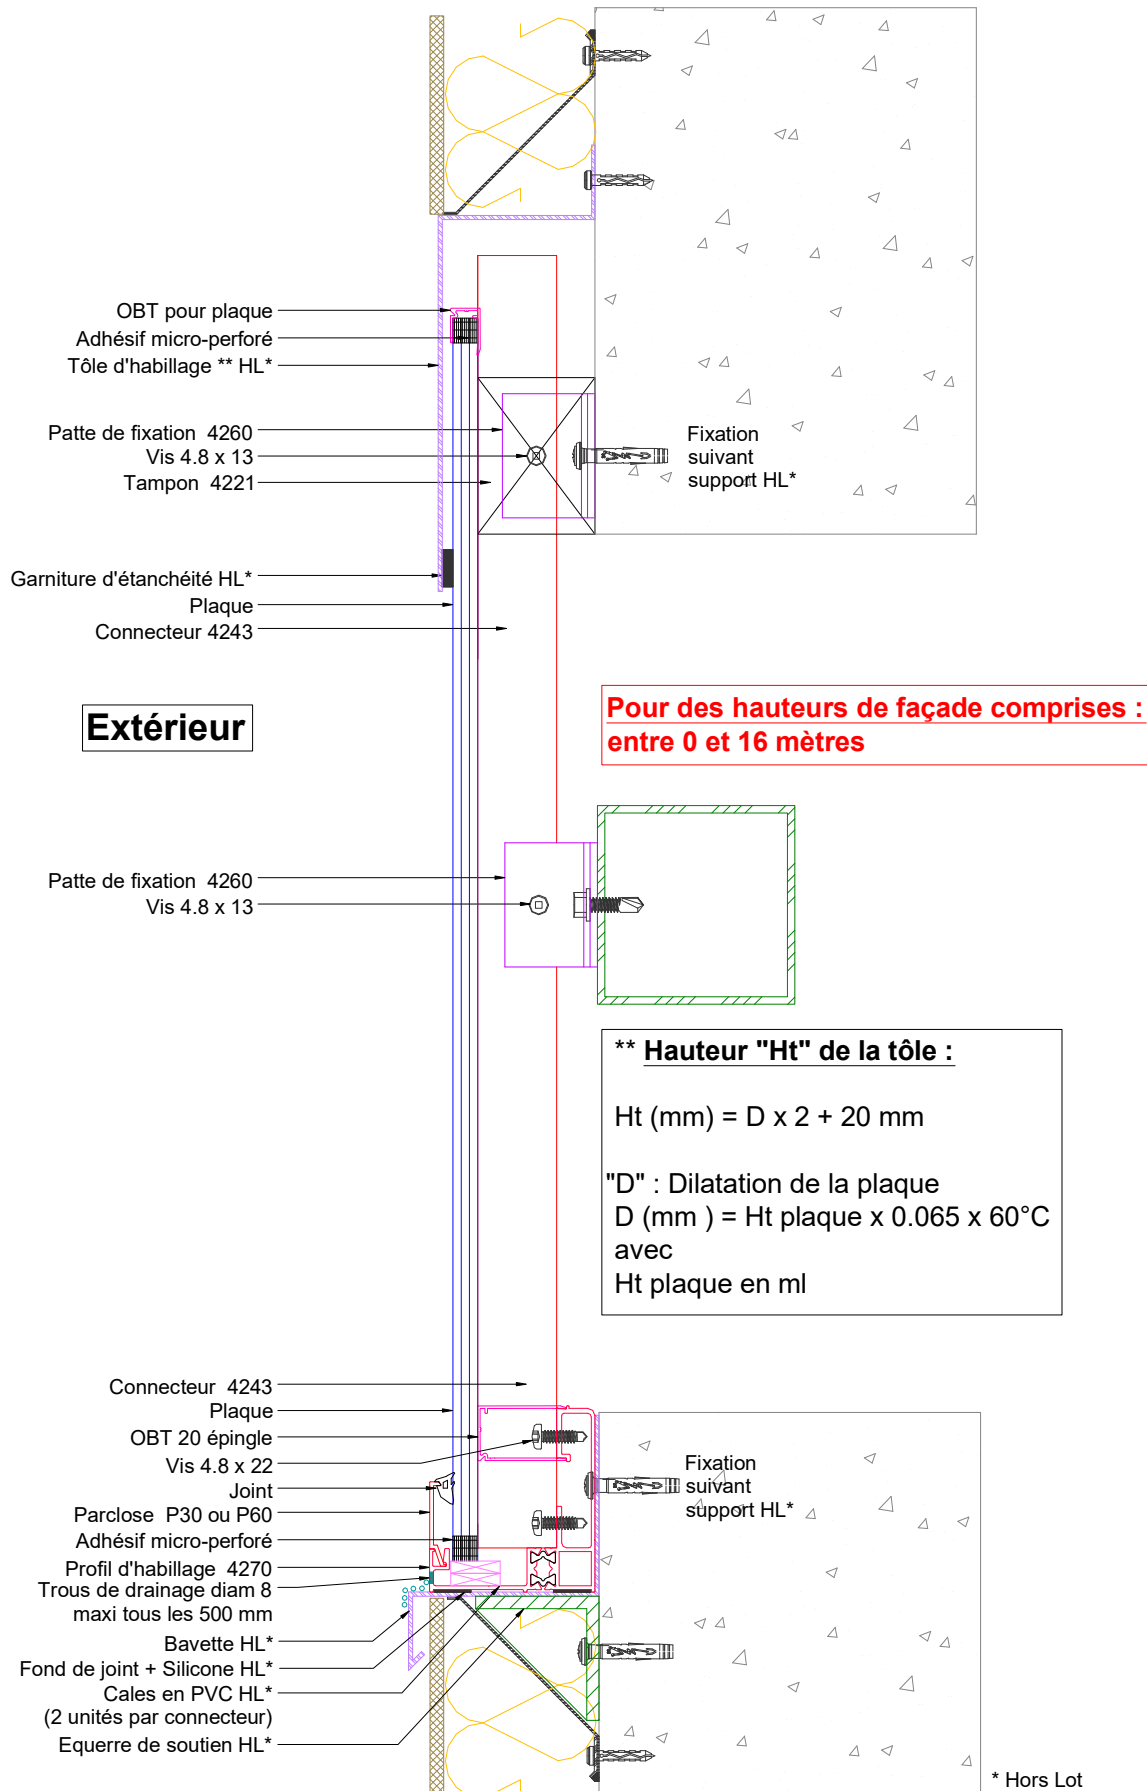 OBT pour plaque
Adhésif micro-perforé
Tôle d'habillage ** HL*
Patte de fixation 4260
Vis 4.8 x 13
Tampon 4221
Fixation
suivant
support HL*
Garniture d'étanchéité HL*
Plaque
Connecteur 4243
Extérieur
Pour des hauteurs de façade comprises :
entre 0 et 16 mètres
Patte de fixation 4260
Vis 4.8 x 13
** Hauteur "Ht" de la tôle :
Ht (mm) = D x 2 + 20 mm
"D" : Dilatation de la plaque
D (mm ) = Ht plaque x 0.065 x 60°C
avec
Ht plaque en ml
Connecteur 4243
Plaque
OBT 20 épingle
Vis 4.8 x 22
Joint
Parclose P30 ou P60
Adhésif micro-perforé
Profil d'habillage 4270
Trous de drainage diam 8
maxi tous les 500 mm
Bavette HL*
Fond de joint + Silicone HL*
Cales en PVC HL*
(2 unités par connecteur)
Equerre de soutien HL*
Fixation
suivant
support HL*
* Hors Lot